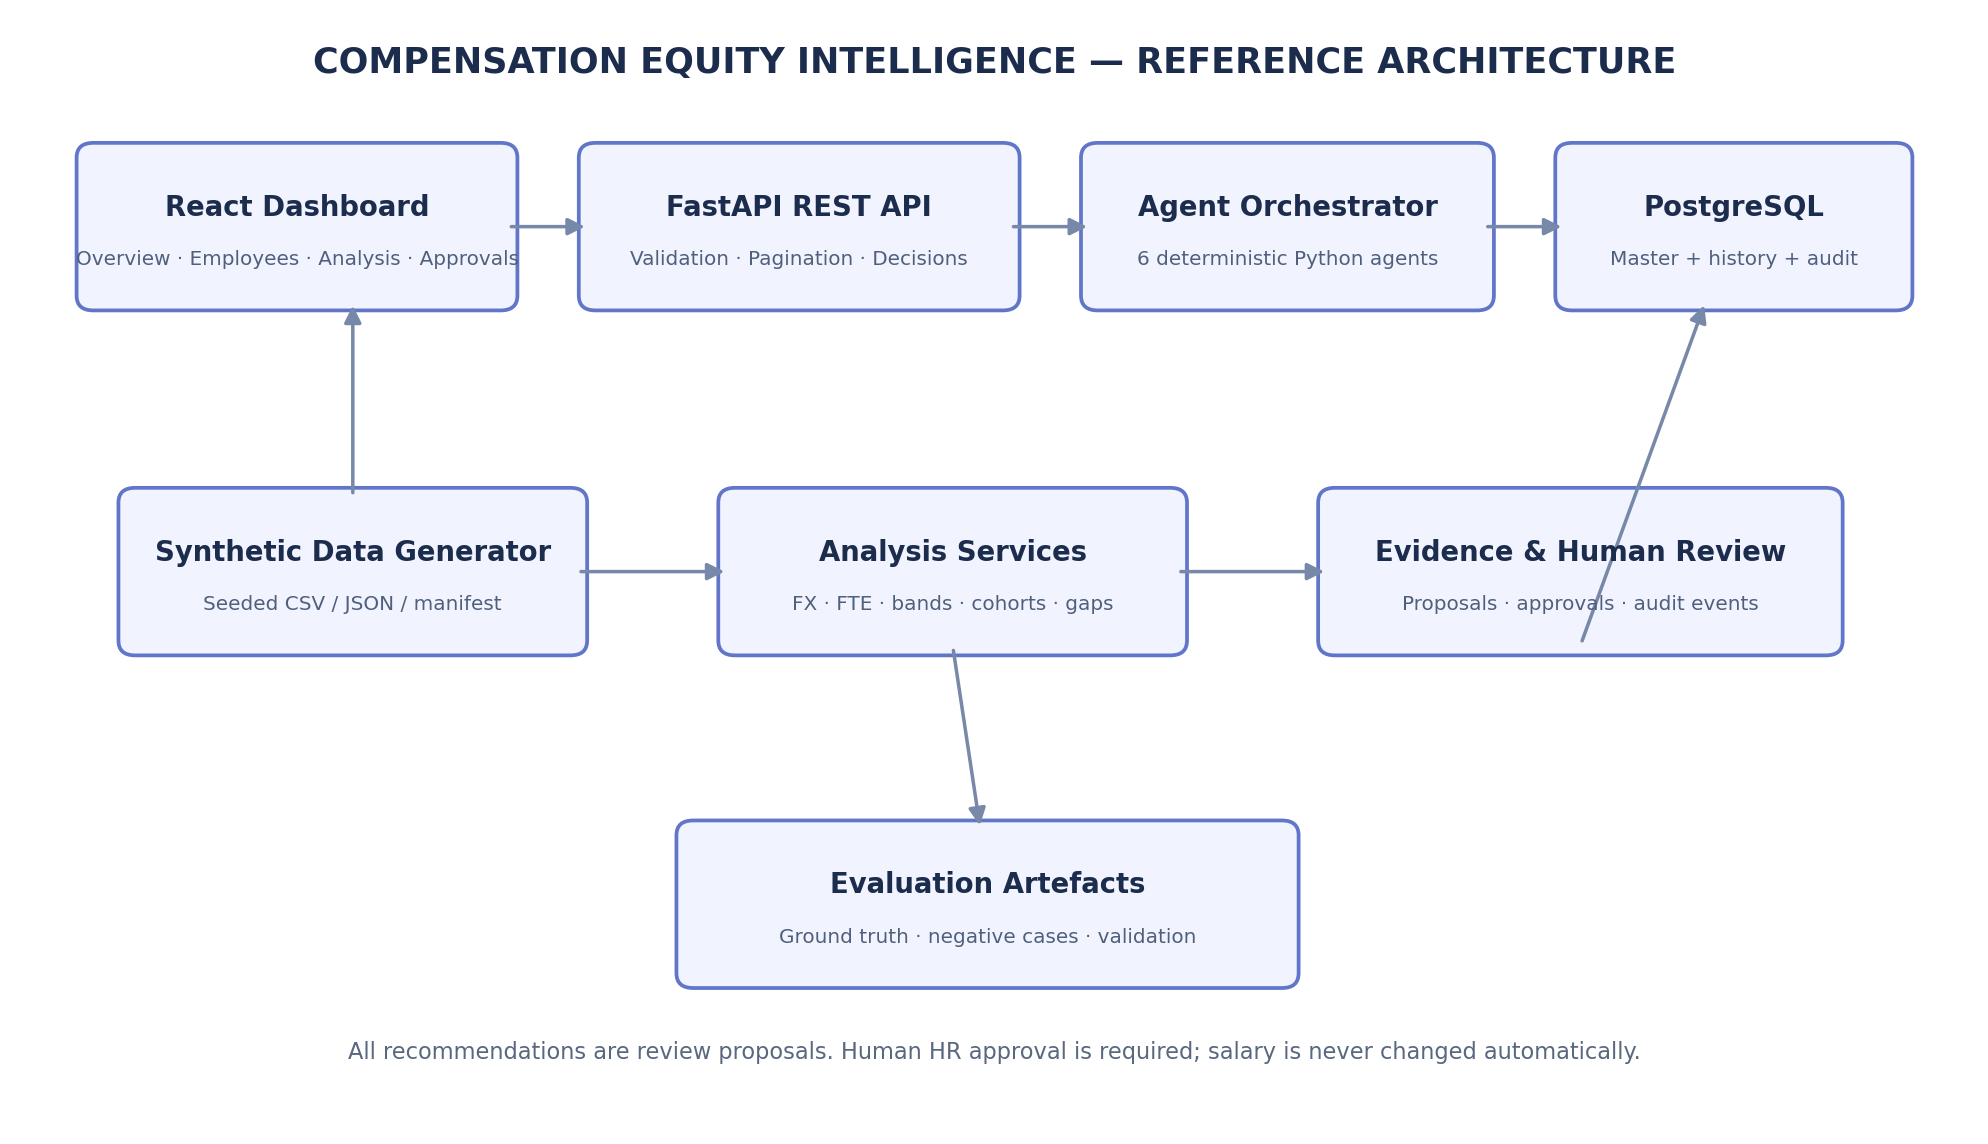 COMPENSATION EQUITY INTELLIGENCE — REFERENCE ARCHITECTURE
React Dashboard
Overview · Employees · Analysis · Approvals
FastAPI REST API
Validation · Pagination · Decisions
Agent Orchestrator
6 deterministic Python agents
PostgreSQL
Master + history + audit
Synthetic Data Generator
Seeded CSV / JSON / manifest
Analysis Services
FX · FTE · bands · cohorts · gaps
Evidence & Human Review
Proposals · approvals · audit events
Evaluation Artefacts
Ground truth · negative cases · validation
All recommendations are review proposals. Human HR approval is required; salary is never changed automatically.